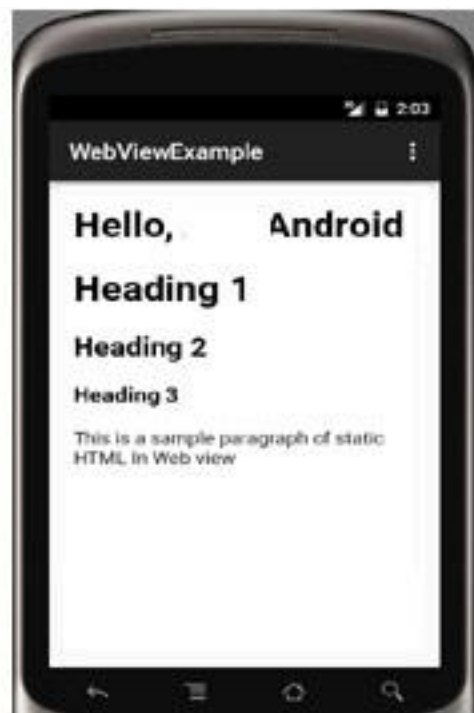 2:03
WebViewExample
Hello, Android
Heading 1
Heading 2
Heading 3
This is a sample paragraph of static
HTML in Web view